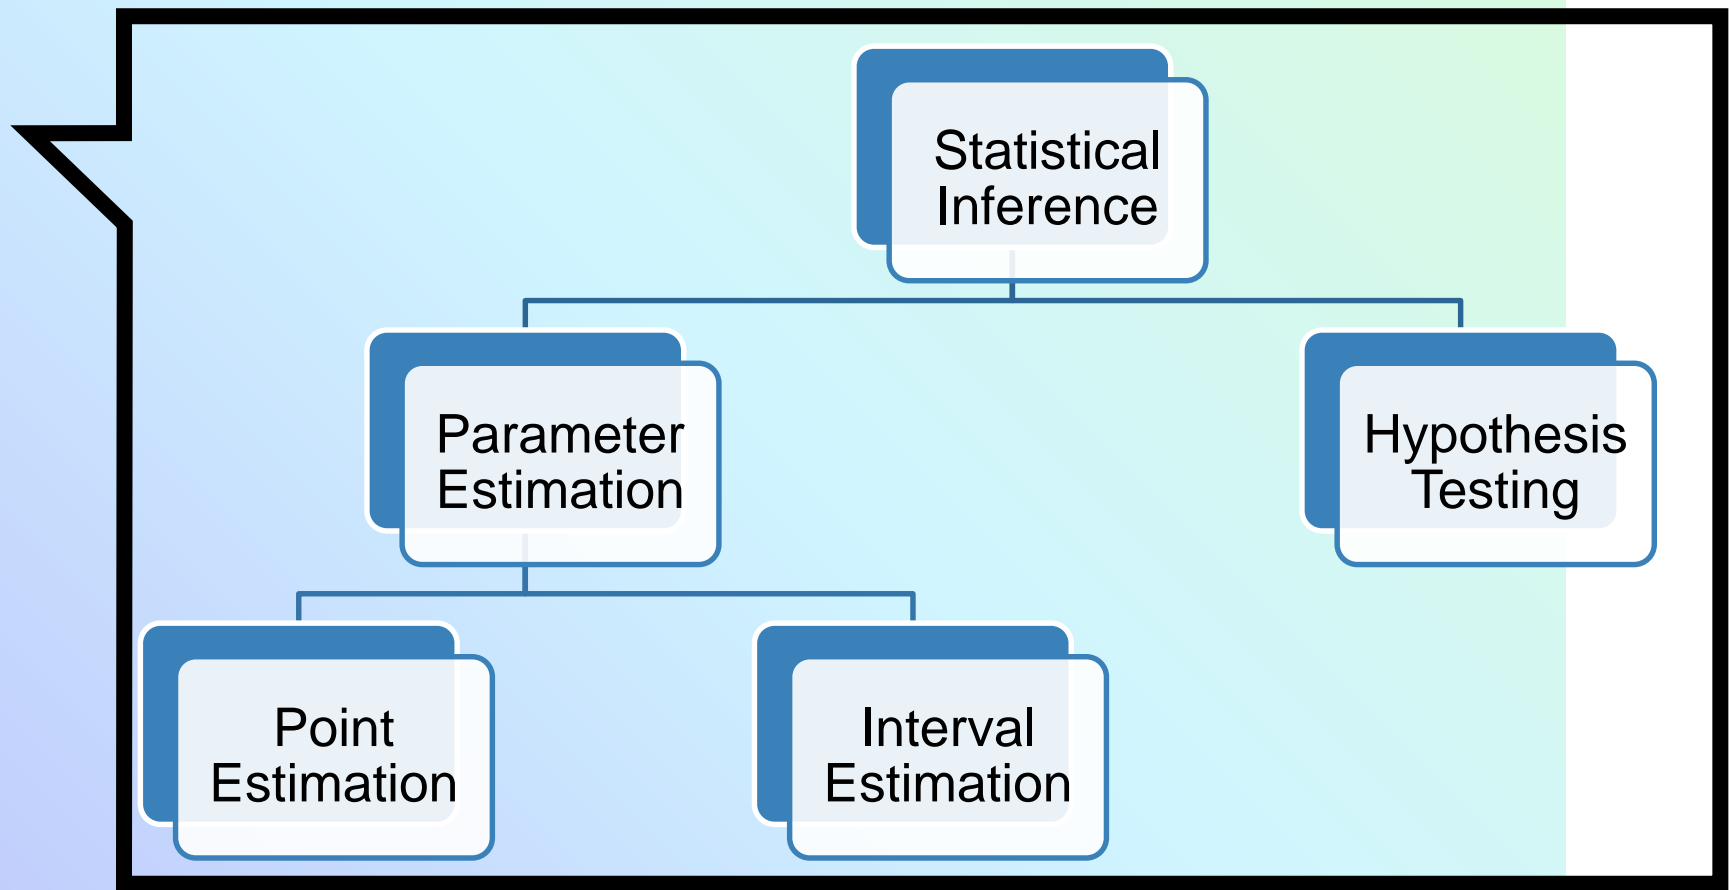 Statistical
Inference
Parameter
Estimation
Hypothesis
Testing
Point
Estimation
Interval
Estimation